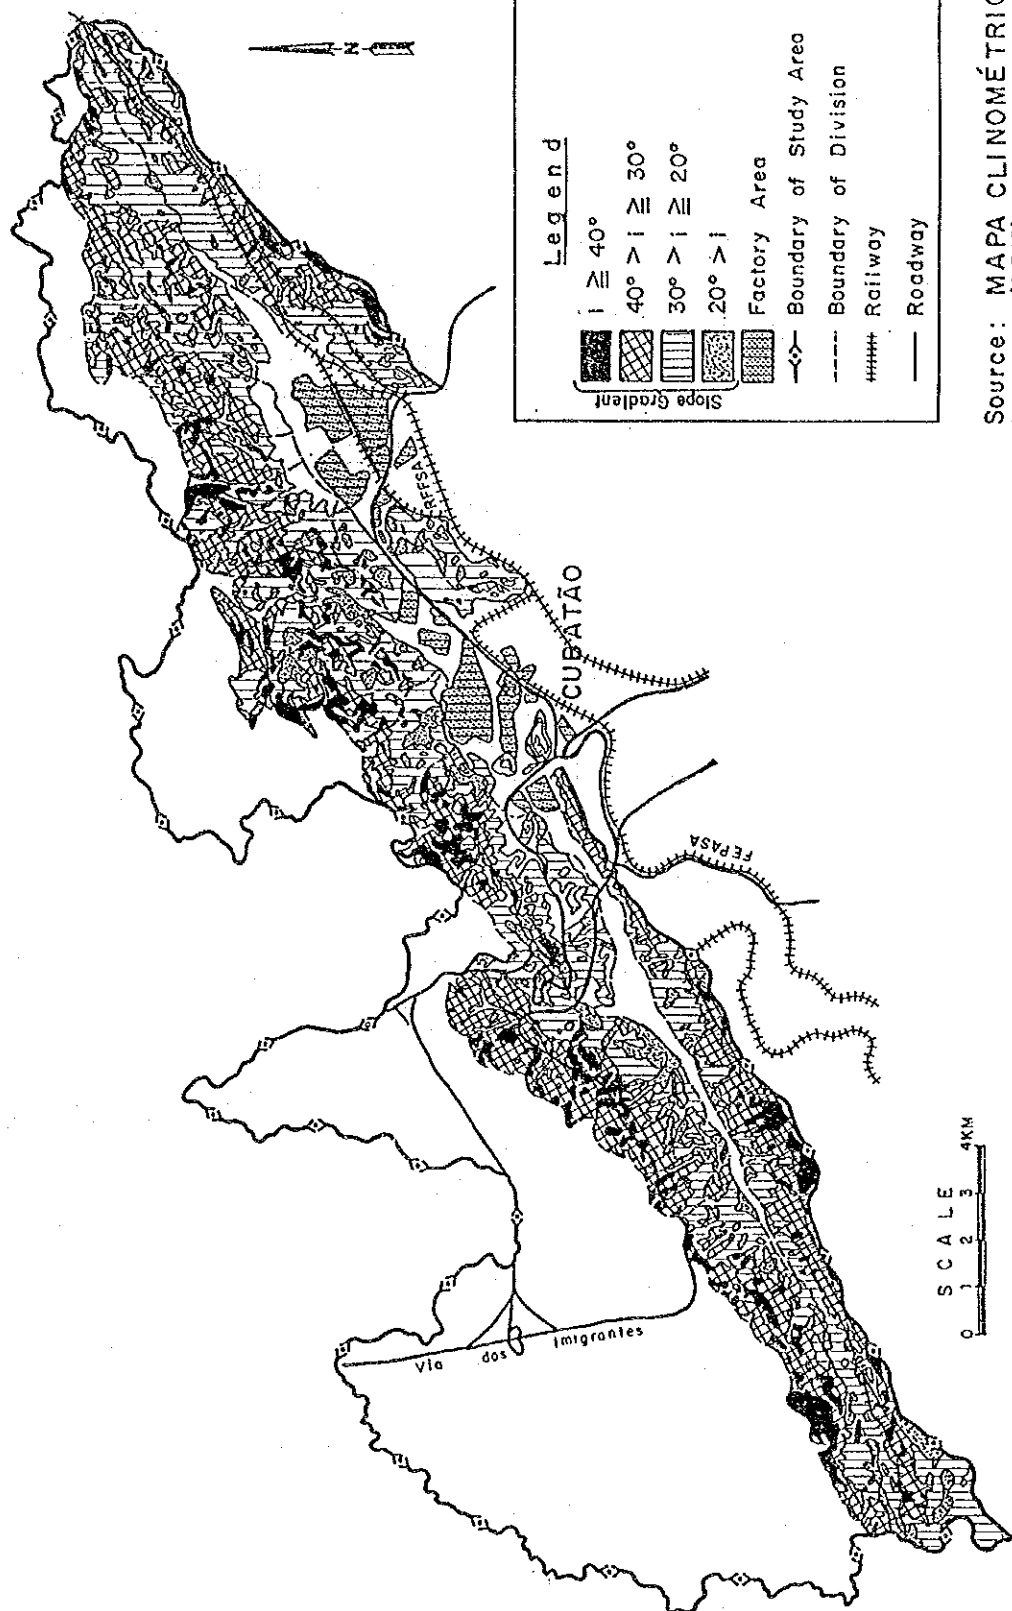 N
Legend
Slope Gradient
i ≧ 40°
40° > i ≧ 30°
30° > i ≧ 20°
20° > i
Factory Area
Boundary of Study Area
Boundary of Division
Railway
Roadway
RFFSA
CUBATÃO
FEPASA
Via dos Imigrantes
SCALE
0 1 2 3 4KM
Source: MAPA CLINOMÉTRIC